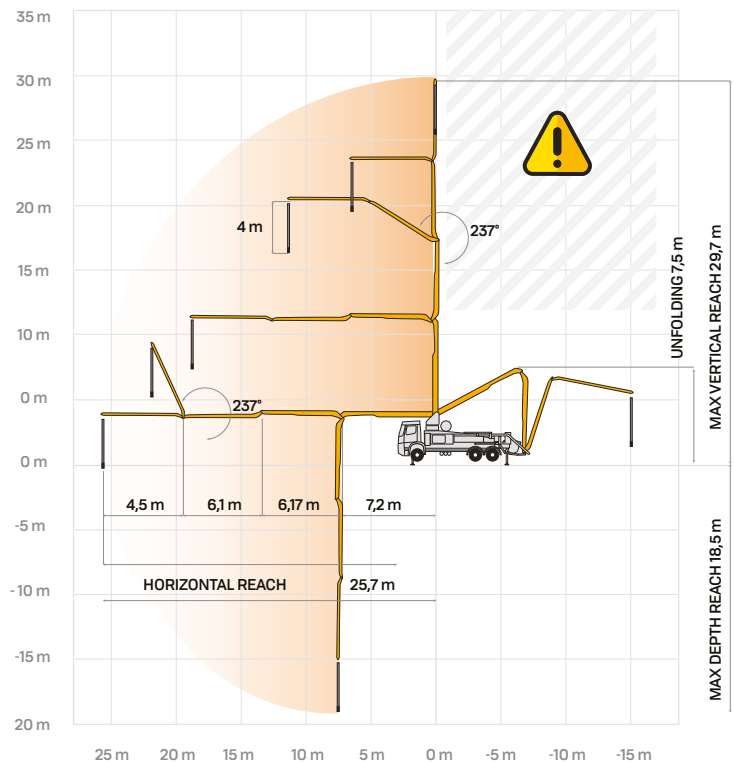 35 m
30 m
25 m
20 m
15 m
10 m
0 m
0 m
-5 m
-10 m
-15 m
20 m
4 m
237°
237°
UNFOLDING 7,5 m
MAX VERTICAL REACH 29,7 m
4,5 m
6,1 m
6,17 m
7,2 m
HORIZONTAL REACH
25,7 m
MAX DEPTH REACH 18,5 m
25 m
20 m
15 m
10 m
5 m
0 m
-5 m
-10 m
-15 m